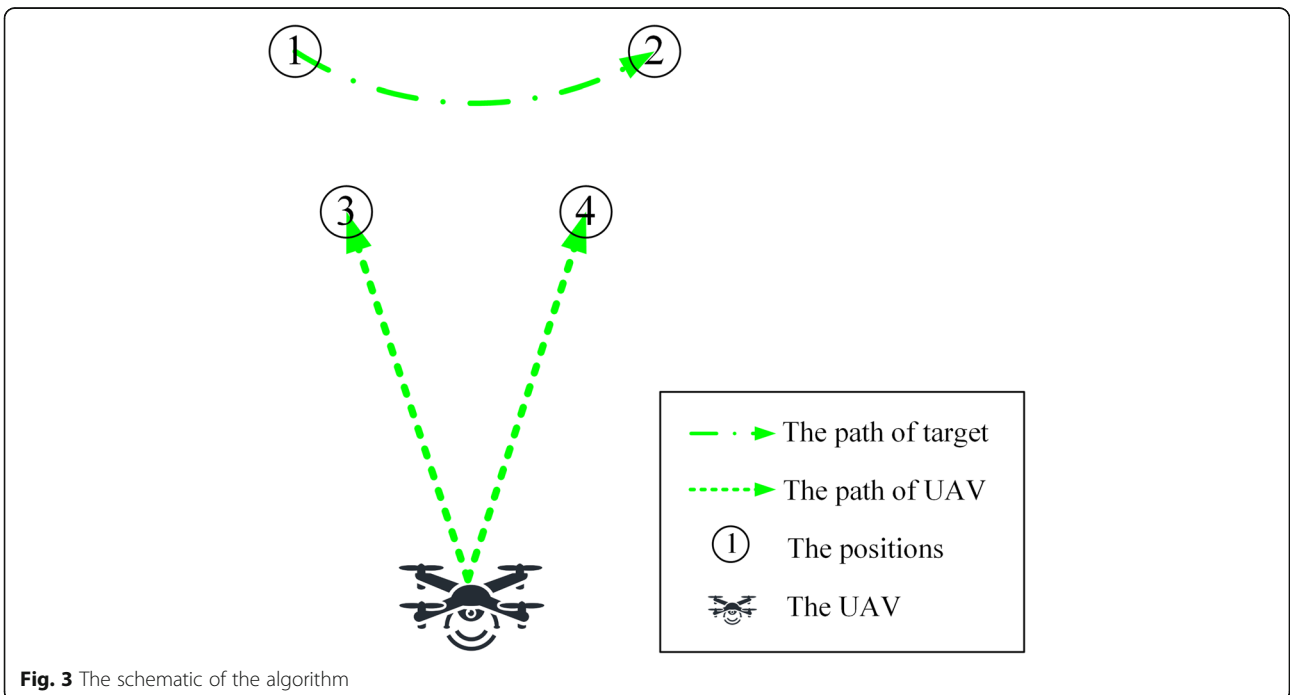 1
2
3
4
The path of target
The path of UAV
1 The positions
The UAV
Fig. 3 The schematic of the algorithm